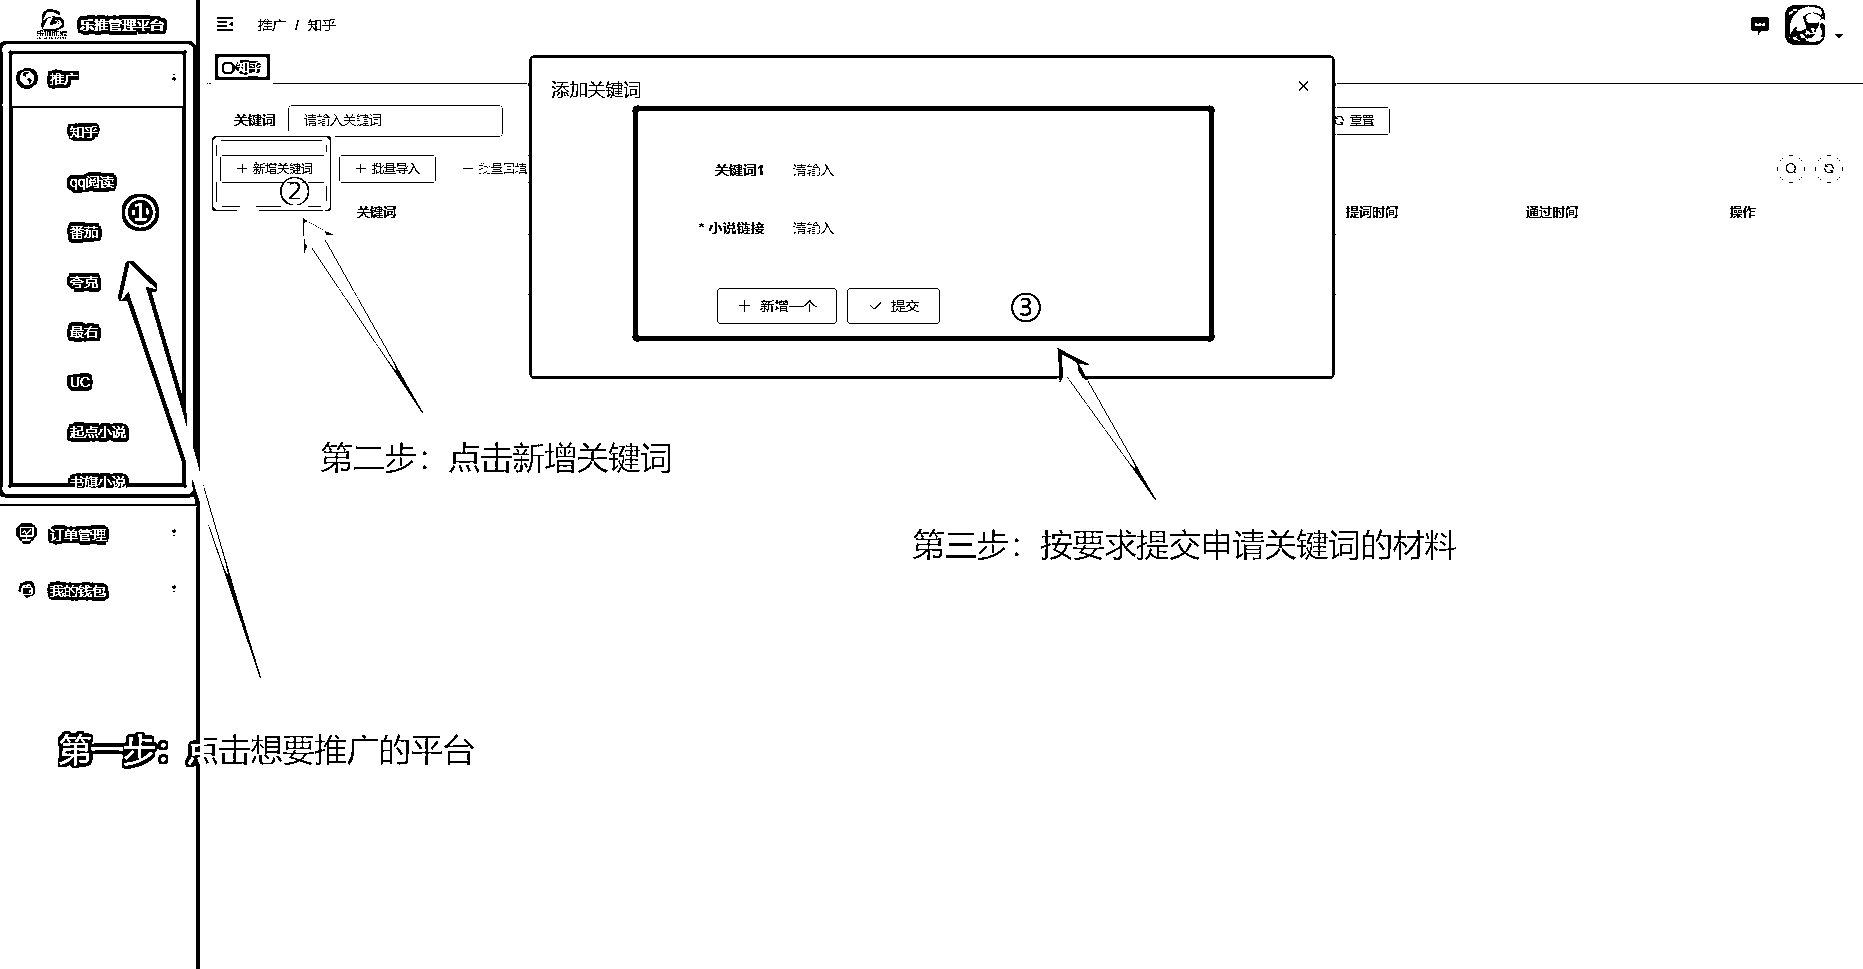 乐推管理平台
推广 / 知乎
推广
知乎
知乎
qq阅读
番茄
夸克
最右
UC
起点小说
书旗小说
订单管理
我的钱包
①
关键词 请输入关键词
重置
+ 新增关键词 + 批量导入 — 批量回填
②
关键词 提词时间 通过时间 操作
添加关键词 ×
关键词1 请输入
* 小说链接 请输入
+ 新增一个 ✓ 提交
③
第二步：点击新增关键词
第三步：按要求提交申请关键词的材料
第一步：点击想要推广的平台